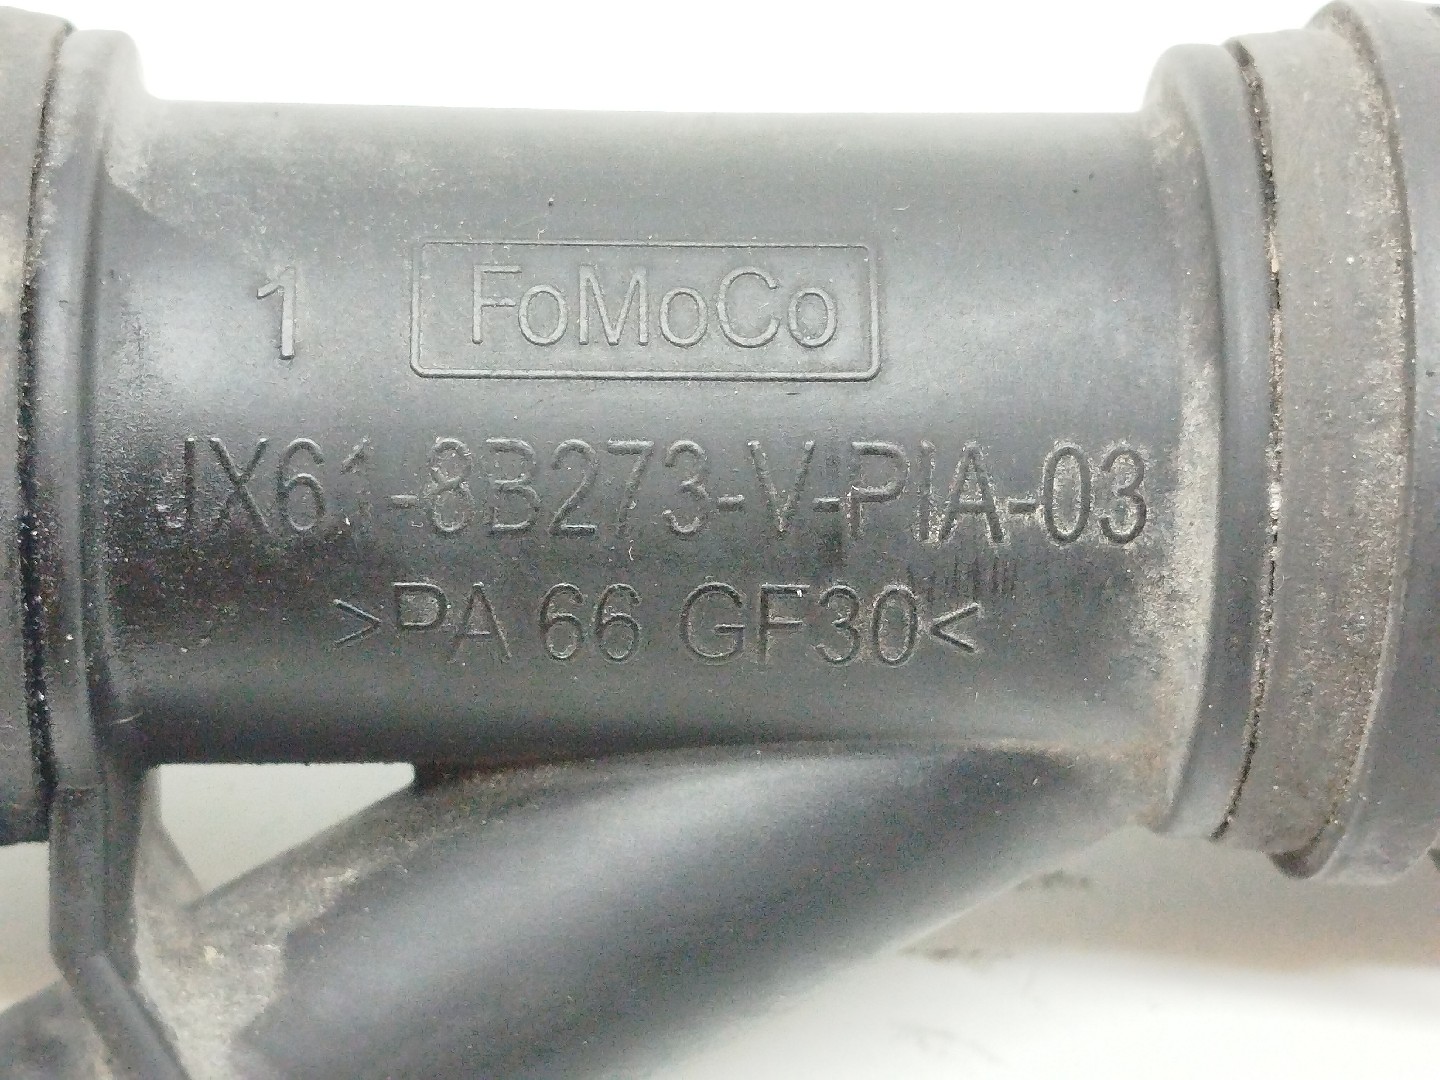 1 FoMoCo
JX61-8B273-V-PIA-03
>PA 66 GF30<